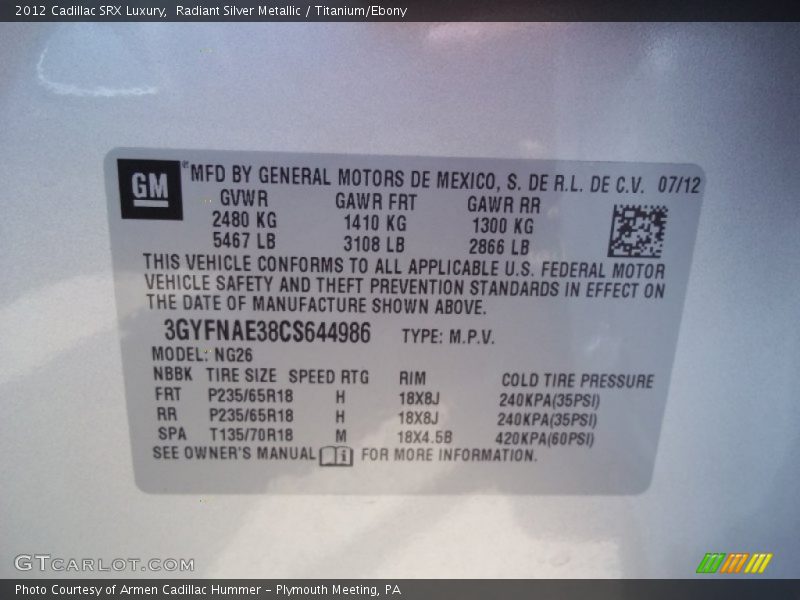 2012 Cadillac SRX Luxury,  Radiant Silver Metallic / Titanium/Ebony
GM ® MFD BY GENERAL MOTORS DE MEXICO, S. DE R.L. DE C.V. 07/12
GVWR GAWR FRT GAWR RR
2480 KG 1410 KG 1300 KG
5467 LB 3108 LB 2866 LB
THIS VEHICLE CONFORMS TO ALL APPLICABLE U.S. FEDERAL MOTOR
VEHICLE SAFETY AND THEFT PREVENTION STANDARDS IN EFFECT ON
THE DATE OF MANUFACTURE SHOWN ABOVE.
3GYFNAE38CS644986 TYPE: M.P.V.
MODEL: NG26
NBBK TIRE SIZE SPEED RTG RIM COLD TIRE PRESSURE
FRT P235/65R18 H 18X8J 240KPA(35PSI)
RR P235/65R18 H 18X8J 240KPA(35PSI)
SPA T135/70R18 M 18X4.5B 420KPA(60PSI)
SEE OWNER'S MANUAL i FOR MORE INFORMATION.
GTCARLOT.COM
Photo Courtesy of Armen Cadillac Hummer - Plymouth Meeting, PA